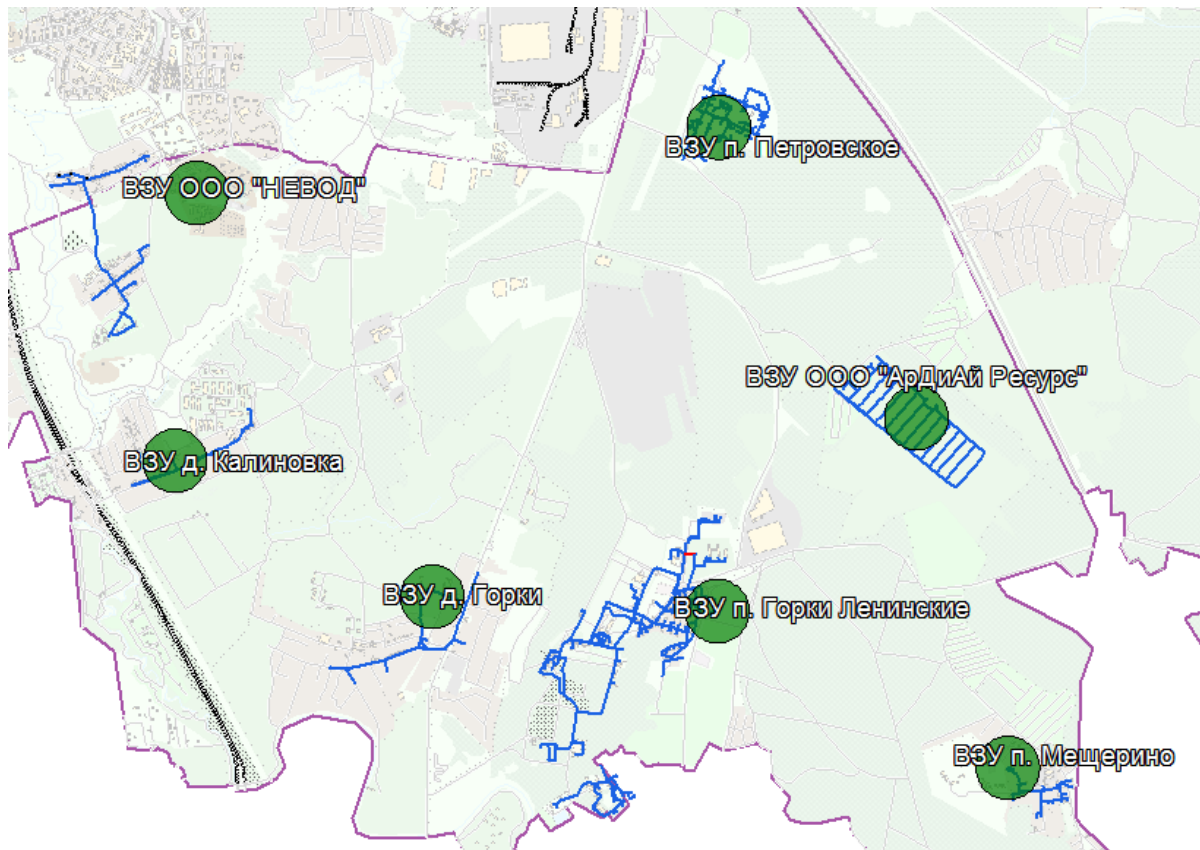 ВЗУ п. Петровское
ВЗУ ООО "НЕВОД"
ВЗУ ООО "АрДиАй Ресурс"
ВЗУ д. Калиновка
ВЗУ д. Горки
ВЗУ п. Горки Ленинские
ВЗУ п. Мещерино